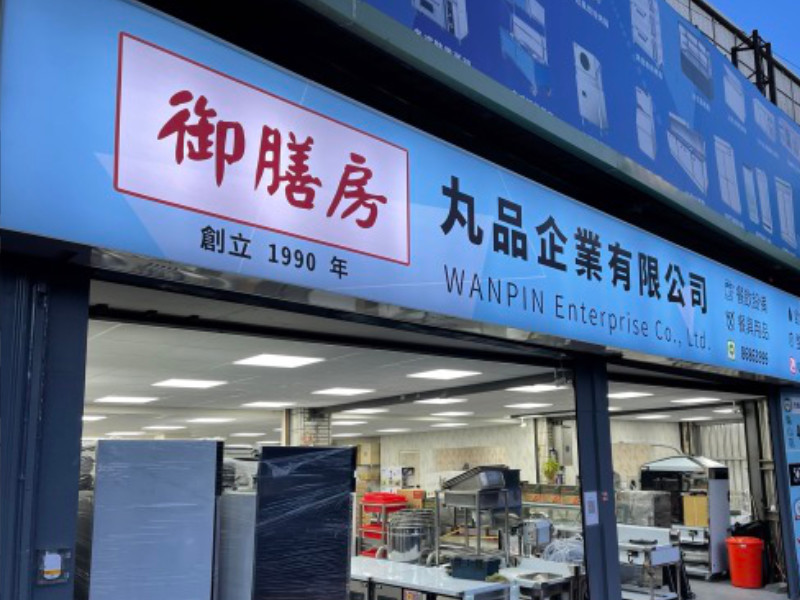 御膳房
創立 1990 年
丸品企業有限公司
WANPIN Enterprise Co., Ltd.
餐飲設備
餐具用品